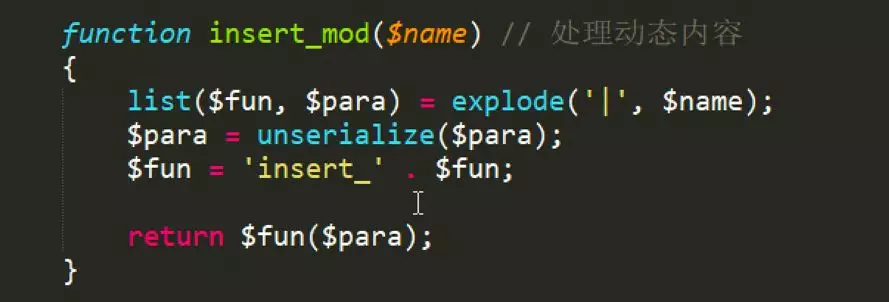 function insert_mod($name) // 处理动态内容
{
    list($fun, $para) = explode('|', $name);
    $para = unserialize($para);
    $fun = 'insert_' . $fun;

    return $fun($para);
}